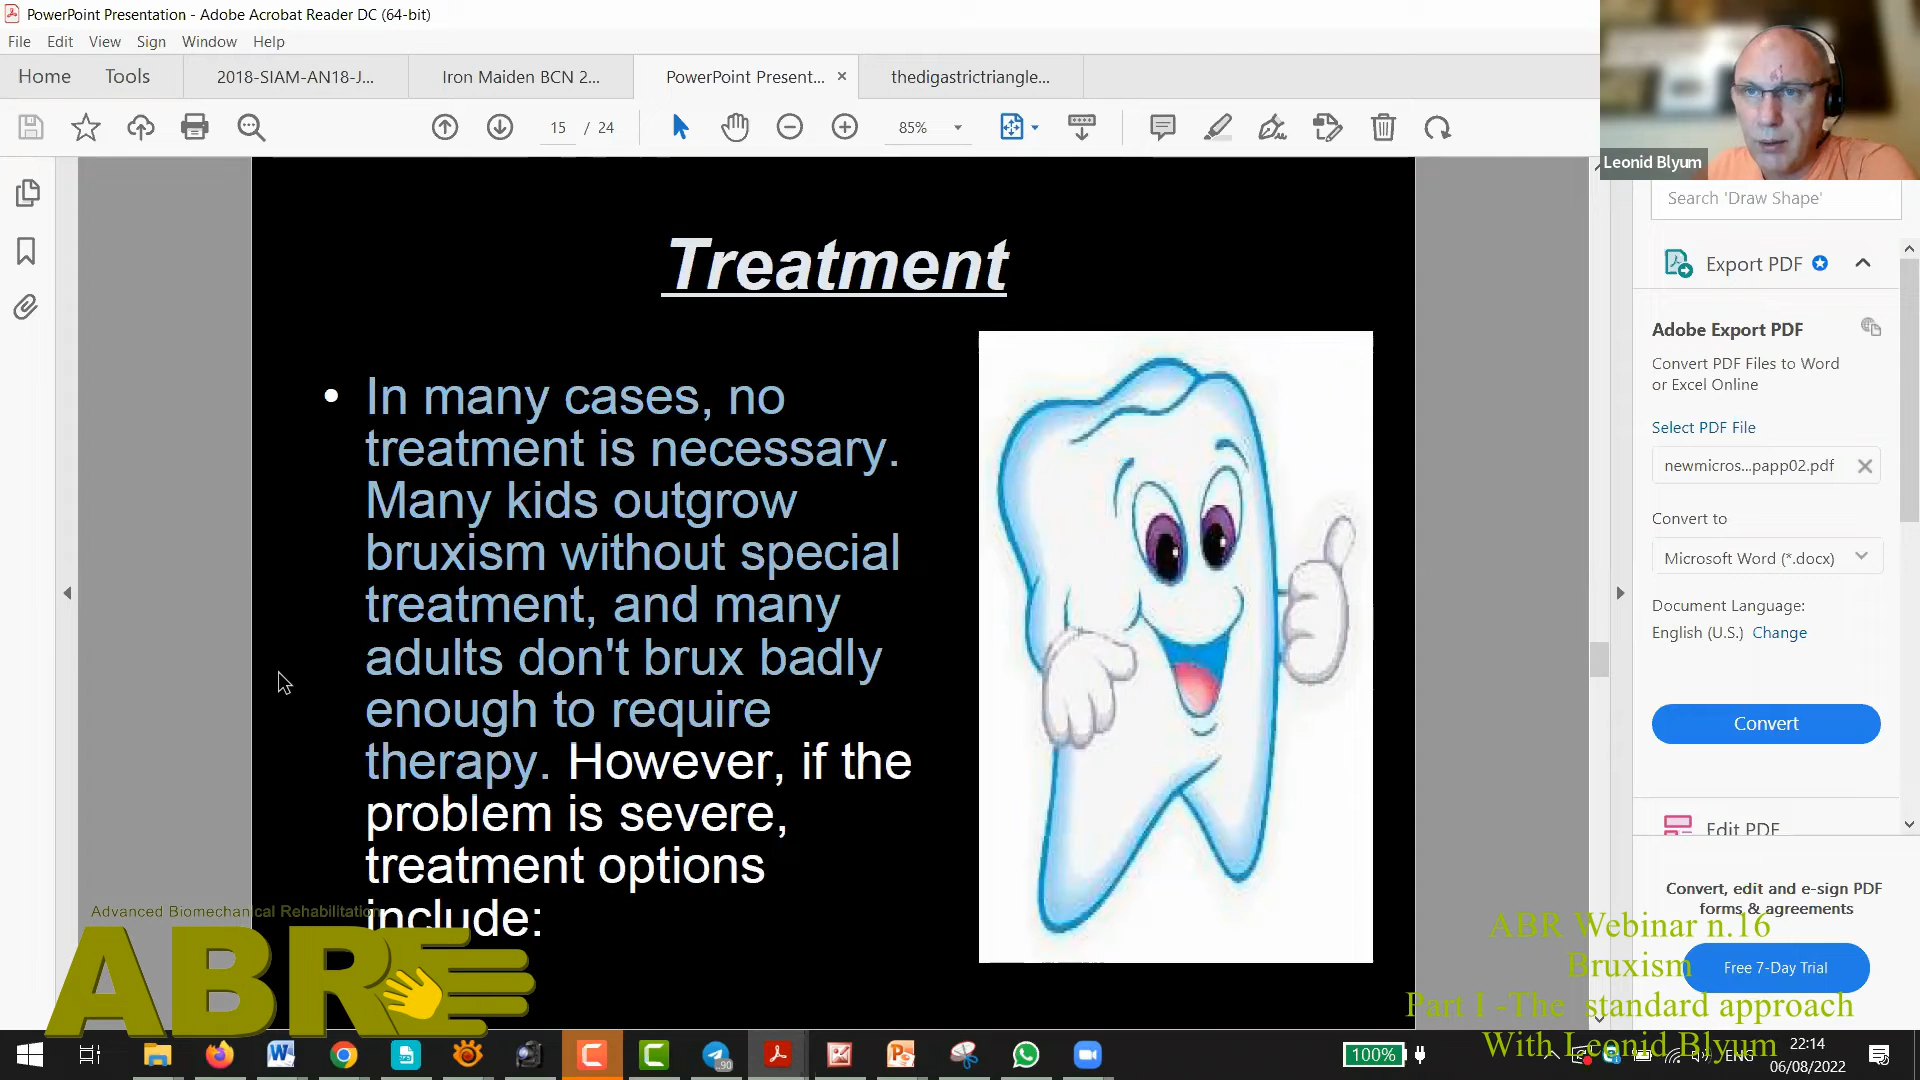 PowerPoint Presentation - Adobe Acrobat Reader DC (64-bit)
File Edit View Sign Window Help
Home Tools 2018-SIAM-AN18-J... Iron Maiden BCN 2... PowerPoint Present... × thedigastrictriangle...
15 / 24 85%
Leonid Blyum
Treatment
• In many cases, no
treatment is necessary.
Many kids outgrow
bruxism without special
treatment, and many
adults don't brux badly
enough to require
therapy. However, if the
problem is severe,
treatment options
include:
Search 'Draw Shape'
Export PDF
Adobe Export PDF
Convert PDF Files to Word
or Excel Online
Select PDF File
newmicros...papp02.pdf
Convert to
Microsoft Word (*.docx)
Document Language:
English (U.S.) Change
Convert
Edit PDF
Convert, edit and e-sign PDF
forms & agreements
Free 7-Day Trial
Advanced Biomechanical Rehabilitation
ABR
ABR Webinar n.16
Bruxism
Part I -The standard approach
With Leonid Blyum
100%
ENG
22:14
06/08/2022